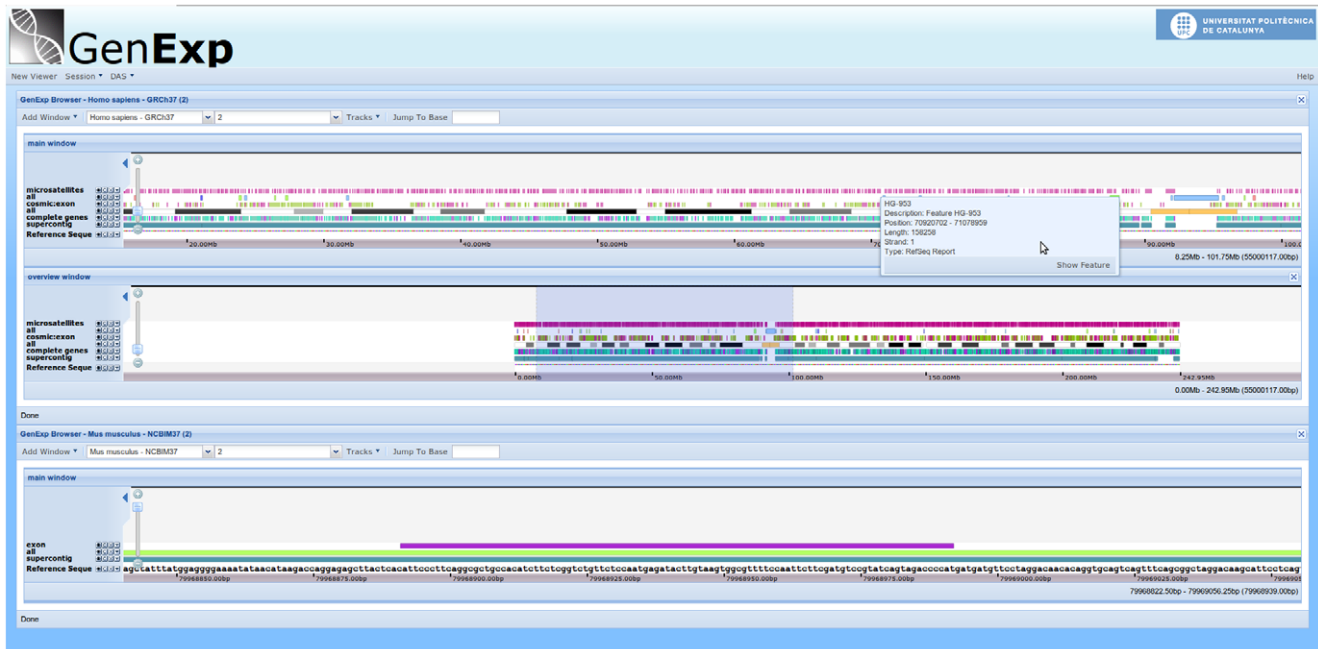 GenExp
UNIVERSITAT POLITÈCNICA
DE CATALUNYA
UPC
New Viewer Session DAS Help
GenExp Browser - Homo sapiens - GRCh37 (2)
Add Window Homo sapiens - GRCh37 2 Tracks Jump To Base
main window
microsatellites
all
cosmic:exon
all
complete genes
supercontig
Reference Seque
HG-953
Description: Feature HG-953
Position: 70920702 - 71078959
Length: 158258
Strand: 1
Type: RefSeq Report
Show Feature
20.00Mb 30.00Mb 40.00Mb 50.00Mb 60.00Mb 90.00Mb
8.25Mb - 101.75Mb (55000117.00bp)
overview window
microsatellites
all
cosmic:exon
all
complete genes
supercontig
Reference Seque
0.00Mb 50.00Mb 100.00Mb 150.00Mb 200.00Mb 242.95Mb
0.00Mb - 242.95Mb (55000117.00bp)
Done
GenExp Browser - Mus musculus - NCBIM37 (2)
Add Window Mus musculus - NCBIM37 2 Tracks Jump To Base
main window
exon
all
supercontig
Reference Seque
79968850.00bp 79968875.00bp 79968900.00bp 79968925.00bp 79968950.00bp 79968975.00bp 79969000.00bp 79969025.00bp
79968822.50bp - 79969056.25bp (79968939.00bp)
Done